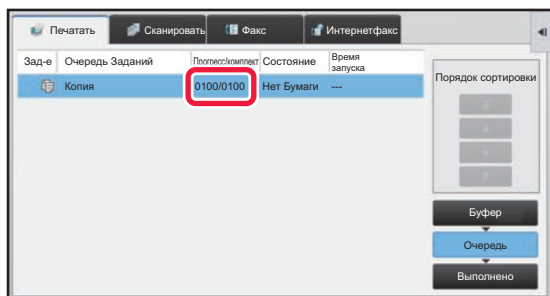 Печатать Сканировать Факс Интернетфакс
Зад-е Очередь Заданий Прогресс/комплект Состояние Время запуска
Копия 0100/0100 Нет Бумаги ---
Порядок сортировки
Буфер
Очередь
Выполнено